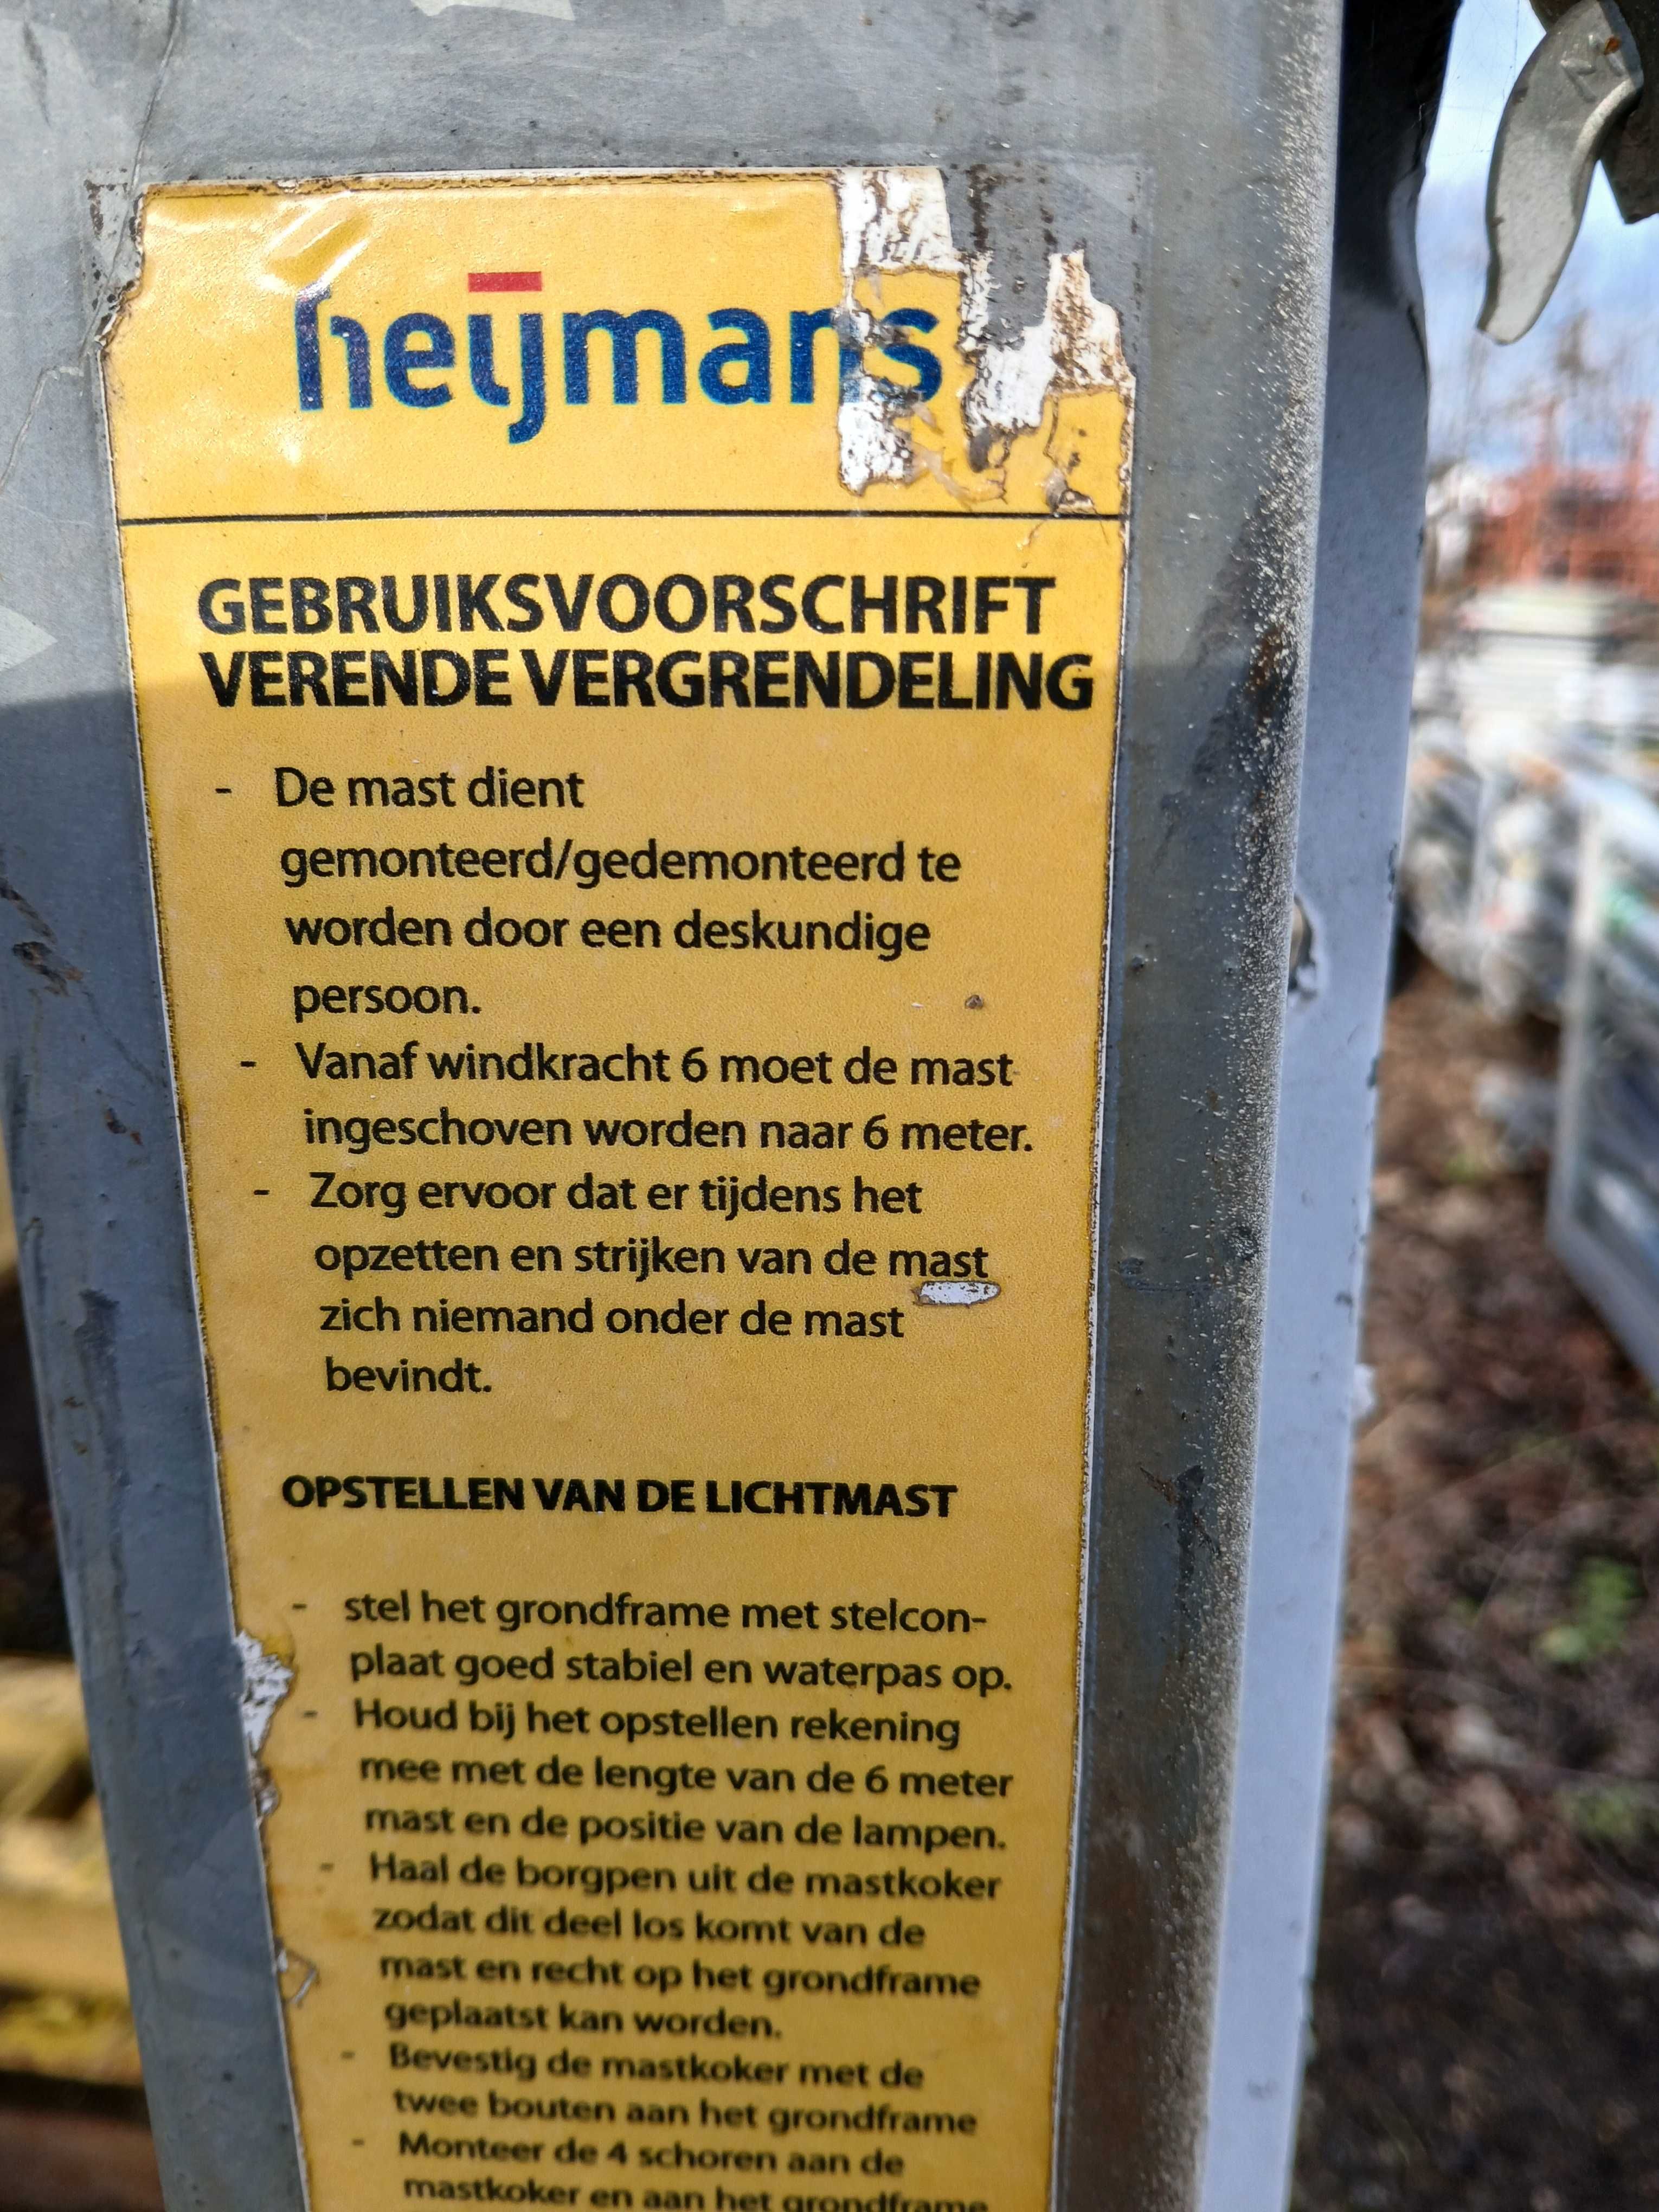 heijmans
GEBRUIKSVOORSCHRIFT
VERENDE VERGRENDELING
- De mast dient
gemonteerd/gedemonteerd te
worden door een deskundige
persoon.
- Vanaf windkracht 6 moet de mast
ingeschoven worden naar 6 meter.
- Zorg ervoor dat er tijdens het
opzetten en strijken van de mast
zich niemand onder de mast
bevindt.
OPSTELLEN VAN DE LICHTMAST
- stel het grondframe met stelcon-
plaat goed stabiel en waterpas op.
- Houd bij het opstellen rekening
mee met de lengte van de 6 meter
mast en de positie van de lampen.
- Haal de borgpen uit de mastkoker
zodat dit deel los komt van de
mast en recht op het grondframe
geplaatst kan worden.
- Bevestig de mastkoker met de
twee bouten aan het grondframe
- Monteer de 4 schoren aan de
mastkoker en aan het grondframe